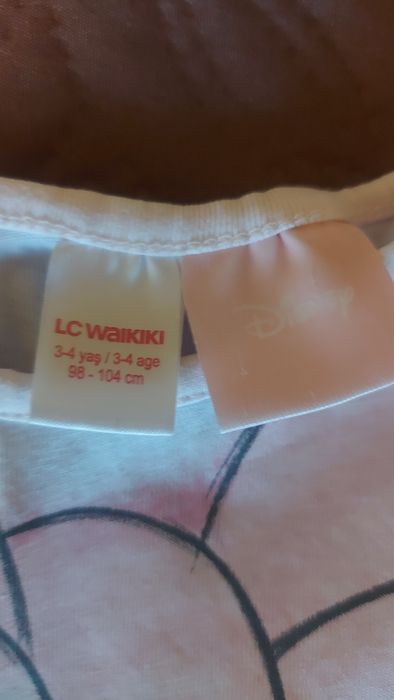 LC WAIKIKI
3-4 yaş / 3-4 age
98 - 104 cm
Disney